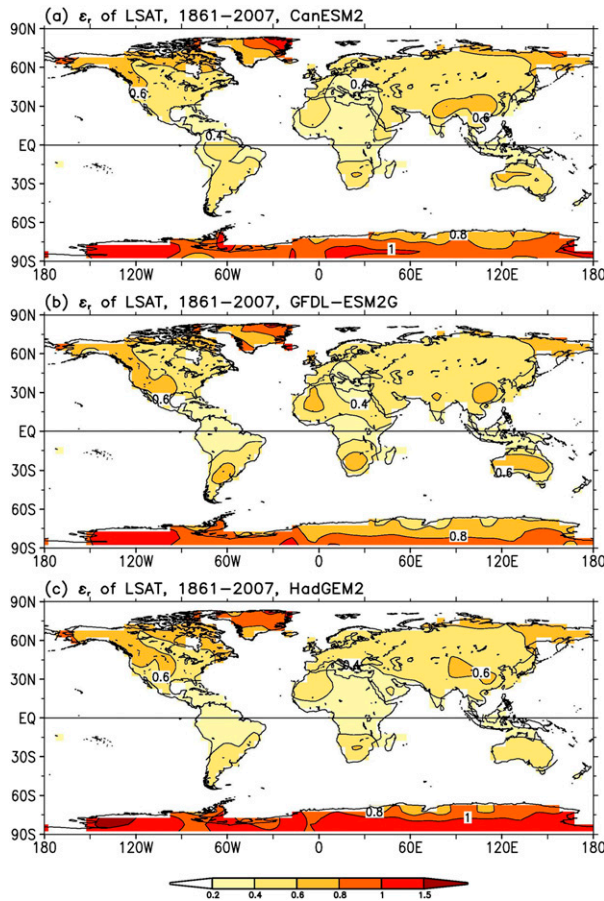 (a) εr of LSAT, 1861−2007, CanESM2
90N
60N
30N
EQ
30S
60S
90S
0.6
0.4
0.4
0.6
0.8
1
180 120W 60W 0 60E 120E 180
(b) εr of LSAT, 1861−2007, GFDL−ESM2G
90N
60N
30N
EQ
30S
60S
90S
0.6
0.4
0.6
0.8
180 120W 60W 0 60E 120E 180
(c) εr of LSAT, 1861−2007, HadGEM2
90N
60N
30N
EQ
30S
60S
90S
0.6
0.4
0.6
0.8
1
180 120W 60W 0 60E 120E 180
0.2 0.4 0.6 0.8 1 1.5